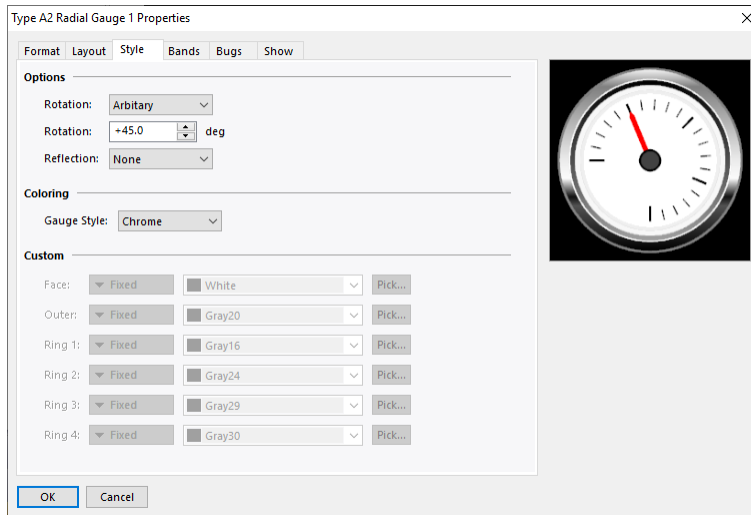 Type A2 Radial Gauge 1 Properties
Format Layout Style Bands Bugs Show
Options
Rotation: Arbitary
Rotation: +45.0 deg
Reflection: None
Coloring
Gauge Style: Chrome
Custom
Face: Fixed White Pick...
Outer: Fixed Gray20 Pick...
Ring 1: Fixed Gray16 Pick...
Ring 2: Fixed Gray24 Pick...
Ring 3: Fixed Gray29 Pick...
Ring 4: Fixed Gray30 Pick...
OK Cancel